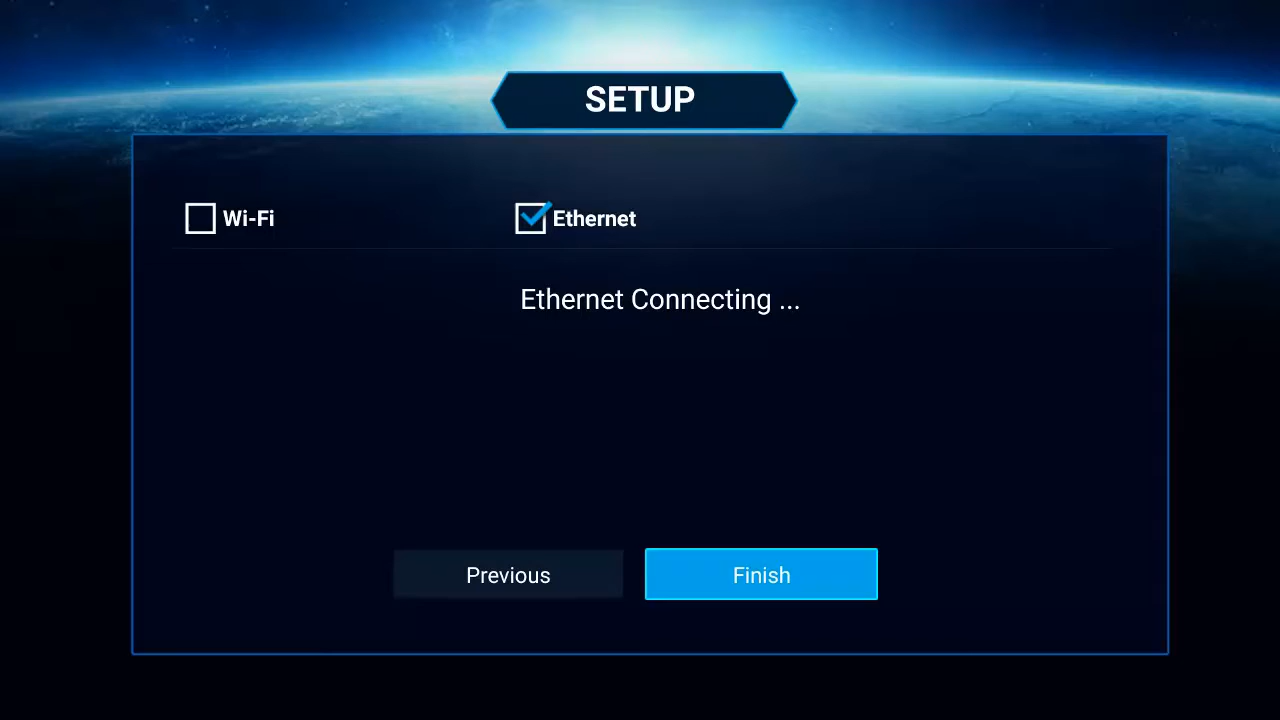 SETUP
Wi-Fi
Ethernet
Ethernet Connecting ...
Previous
Finish